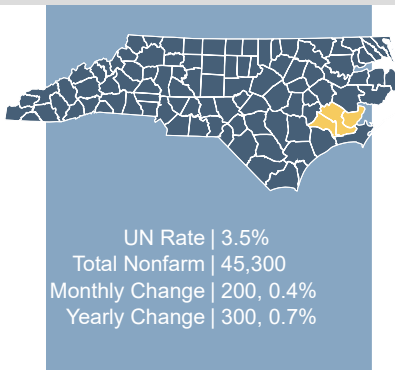 UN Rate | 3.5%
Total Nonfarm | 45,300
Monthly Change | 200, 0.4%
Yearly Change | 300, 0.7%